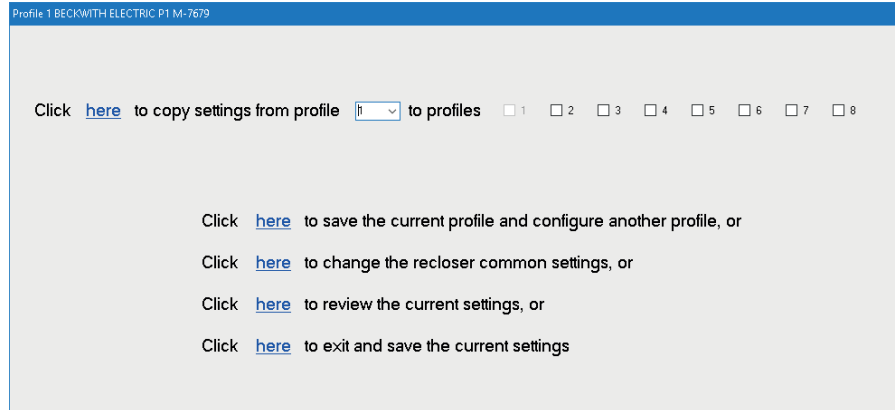 Profile 1 BECKWITH ELECTRIC P1 M-7679
Click here to copy settings from profile 1 to profiles 1 2 3 4 5 6 7 8
Click here to save the current profile and configure another profile, or
Click here to change the recloser common settings, or
Click here to review the current settings, or
Click here to exit and save the current settings